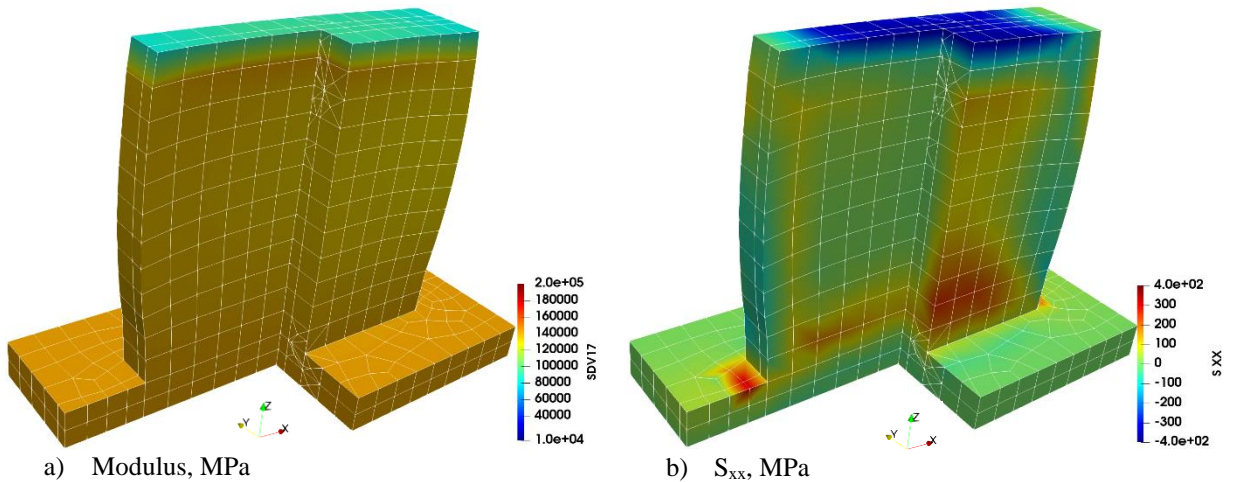 2.0e+05
180000
160000
140000
120000
100000
80000
60000
40000
1.0e+04
SDV17
Z
Y
X
4.0e+02
300
200
100
0
-100
-200
-300
-4.0e+02
S XX
Z
Y
X
a) Modulus, MPa
b) Sxx, MPa